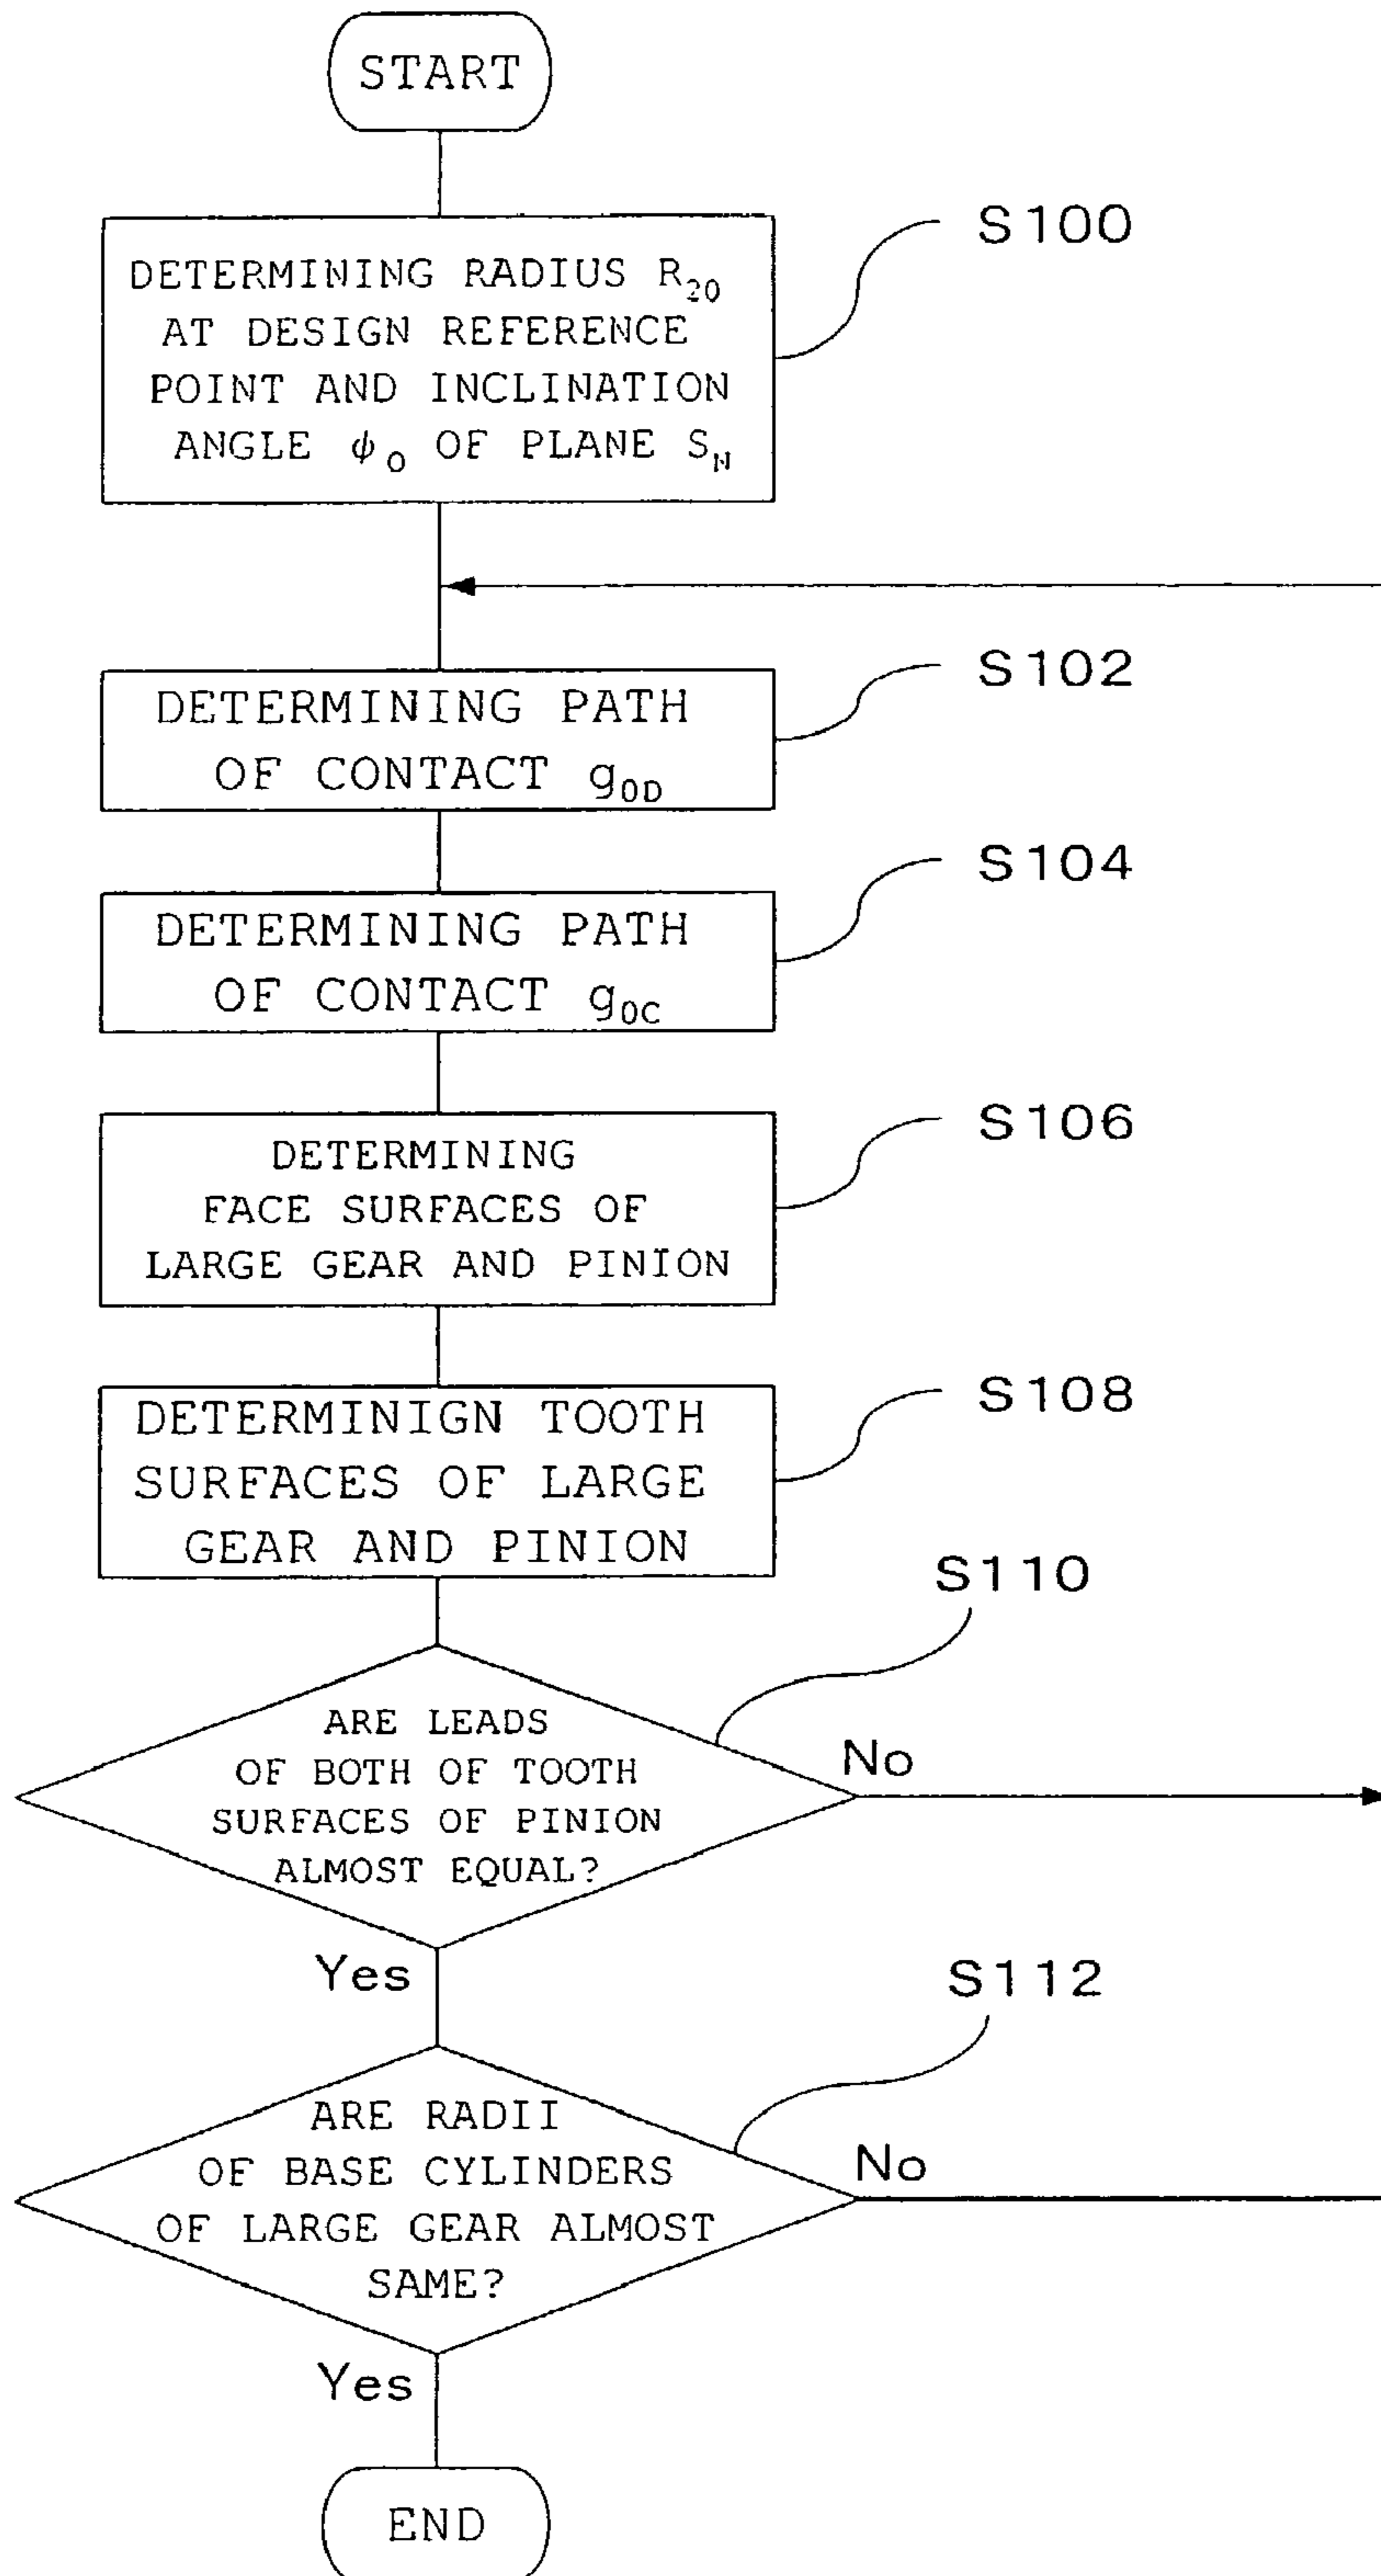 START
S100
DETERMINING RADIUS R₂₀
AT DESIGN REFERENCE
POINT AND INCLINATION
ANGLE ϕ₀ OF PLANE Sₙ
S102
DETERMINING PATH
OF CONTACT g₀D
S104
DETERMINING PATH
OF CONTACT g₀C
S106
DETERMINING
FACE SURFACES OF
LARGE GEAR AND PINION
S108
DETERMINIGN TOOTH
SURFACES OF LARGE
GEAR AND PINION
S110
ARE LEADS
OF BOTH OF TOOTH
SURFACES OF PINION
ALMOST EQUAL?
No
Yes
S112
ARE RADII
OF BASE CYLINDERS
OF LARGE GEAR ALMOST
SAME?
No
Yes
END